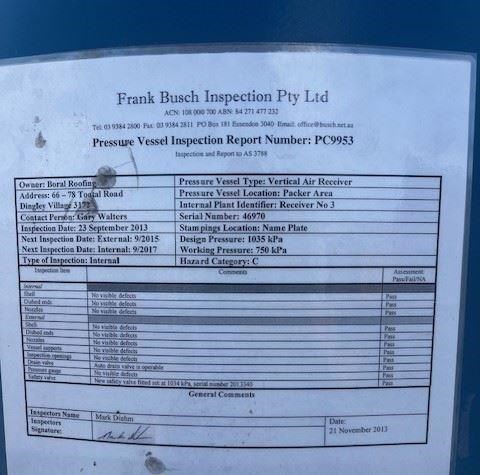 Frank Busch Inspection Pty Ltd
ACN: 108 000 700 ABN: 84 271 477 232
Tel: 03 9384 2800 Fax: 03 9384 2811 PO Box 181 Essendon 3040 Email: office@busch.net.au
Pressure Vessel Inspection Report Number: PC9953
Inspection and Report to AS 3788
Owner: Boral Roofing Pressure Vessel Type: Vertical Air Receiver
Address: 66 – 78 Tootal Road Pressure Vessel Location: Packer Area
Dingley Village 3172 Internal Plant Identifier: Receiver No 3
Contact Person: Gary Walters Serial Number: 46970
Inspection Date: 23 September 2013 Stampings Location: Name Plate
Next Inspection Date: External: 9/2015 Design Pressure: 1035 kPa
Next Inspection Date: Internal: 9/2017 Working Pressure: 750 kPa
Type of Inspection: Internal Hazard Category: C
Inspection Item Comments Assessment:
Pass/Fail/NA
Internal
Shell No visible defects Pass
Dished ends No visible defects Pass
Nozzles No visible defects Pass
External
Shell No visible defects Pass
Dished ends No visible defects Pass
Nozzles No visible defects Pass
Vessel supports No visible defects Pass
Inspection openings No visible defects Pass
Drain valve Auto drain valve is operable Pass
Pressure gauge No visible defects Pass
Safety valve New safety valve fitted set at 1034 kPa, serial number 2013340 Pass
General Comments
Inspectors Name Mark Diehm Date:
Inspectors 21 November 2013
Signature: